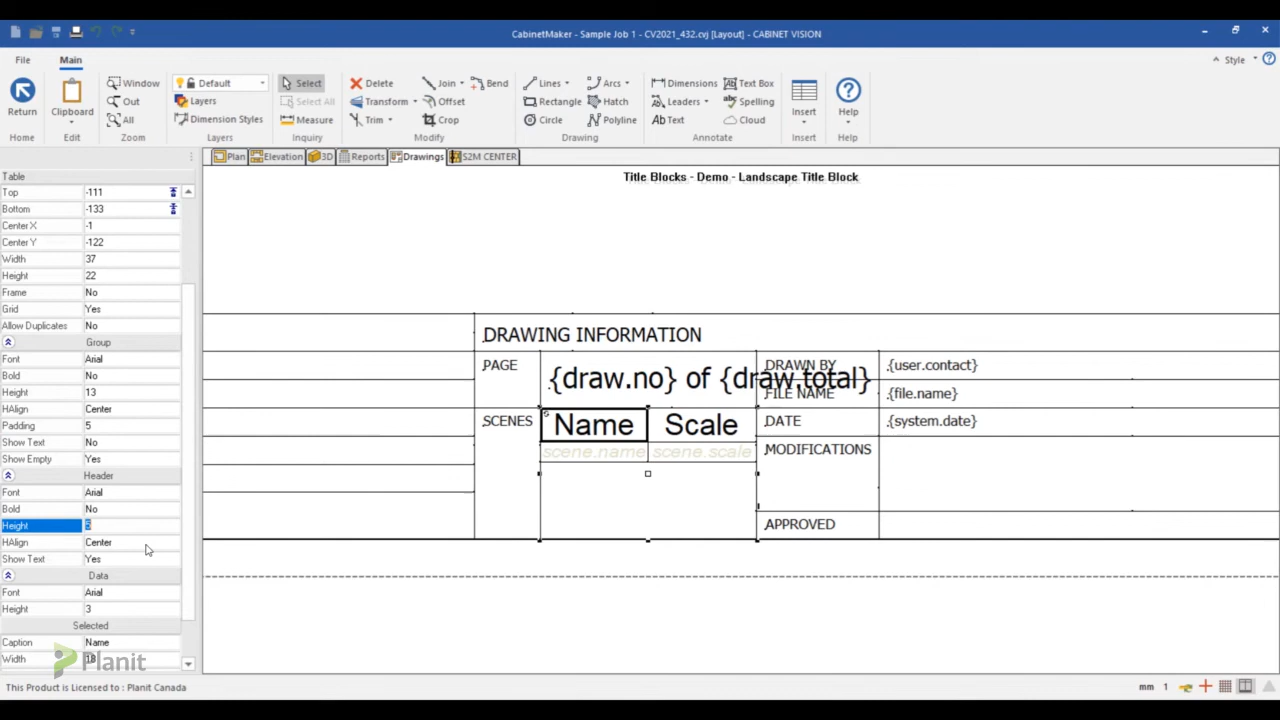 CabinetMaker - Sample Job 1 - CV2021_432.cvj [Layout] - CABINET VISION
File Main Style
Return Clipboard Window Out All Default Layers Dimension Styles Select Select All Measure Delete Transform Trim Join Offset Crop Bend Lines Rectangle Circle Arcs Hatch Polyline Dimensions Leaders Text Text Box Spelling Cloud Insert Help
Home Edit Zoom Layers Inquiry Modify Drawing Annotate Insert Help
Plan Elevation 3D Reports Drawings S2M CENTER
Title Blocks - Demo - Landscape Title Block
Table
Top -111
Bottom -133
Center X -1
Center Y -122
Width 37
Height 22
Frame No
Grid Yes
Allow Duplicates No
Group
Font Arial
Bold No
Height 13
HAlign Center
Padding 5
Show Text No
Show Empty Yes
Header
Font Arial
Bold No
Height 5
HAlign Center
Show Text Yes
Data
Font Arial
Height 3
Selected
Caption Name
Width 18
Planit
DRAWING INFORMATION
PAGE {draw.no} of {draw.total} DRAWN BY {user.contact}
FILE NAME {file.name}
SCENES Name Scale DATE {system.date}
scene.name scene.scale MODIFICATIONS
APPROVED
This Product is Licensed to : Planit Canada mm 1